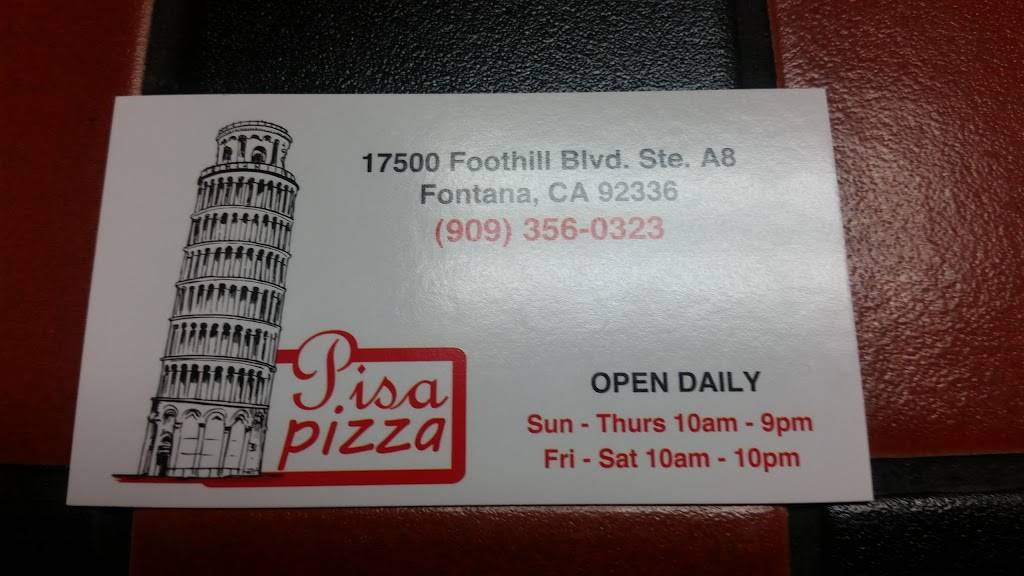 17500 Foothill Blvd. Ste. A8
Fontana, CA 92336
(909) 356-0323
Pisa
pizza
OPEN DAILY
Sun - Thurs 10am - 9pm
Fri - Sat 10am - 10pm